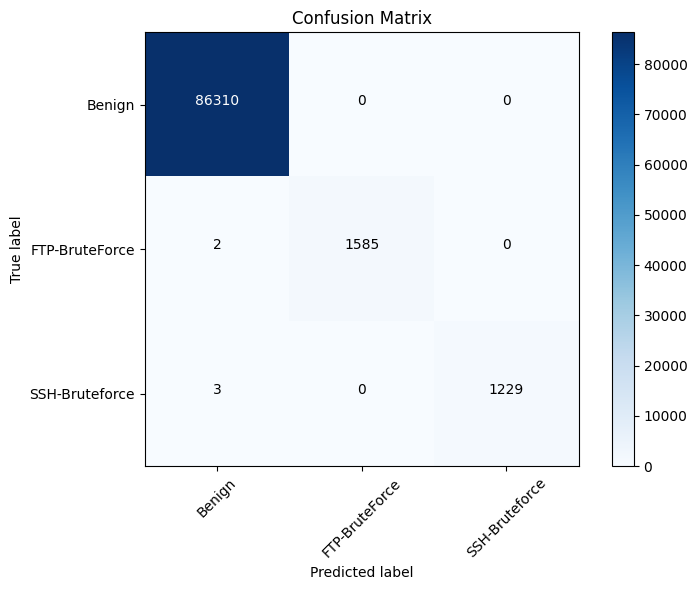 Confusion Matrix
True label
Benign
86310 0 0
FTP-BruteForce
2 1585 0
SSH-Bruteforce
3 0 1229
Benign
FTP-BruteForce
SSH-Bruteforce
Predicted label
80000
70000
60000
50000
40000
30000
20000
10000
0